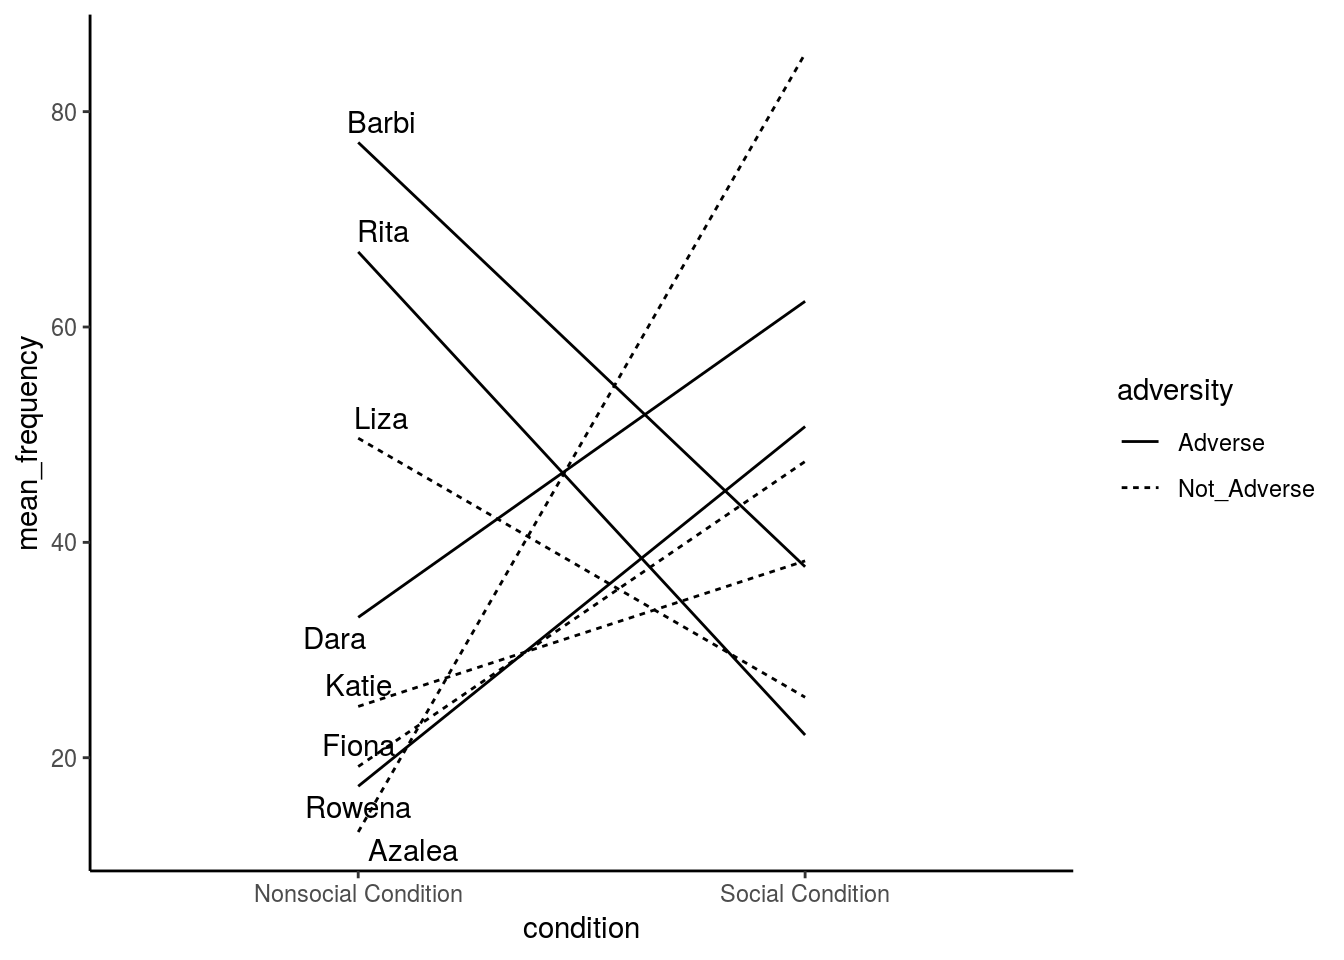 80
60
40
20
mean_frequency
Barbi
Rita
Liza
Dara
Katie
Fiona
Rowena
Azalea
Nonsocial Condition
Social Condition
condition
adversity
Adverse
Not_Adverse